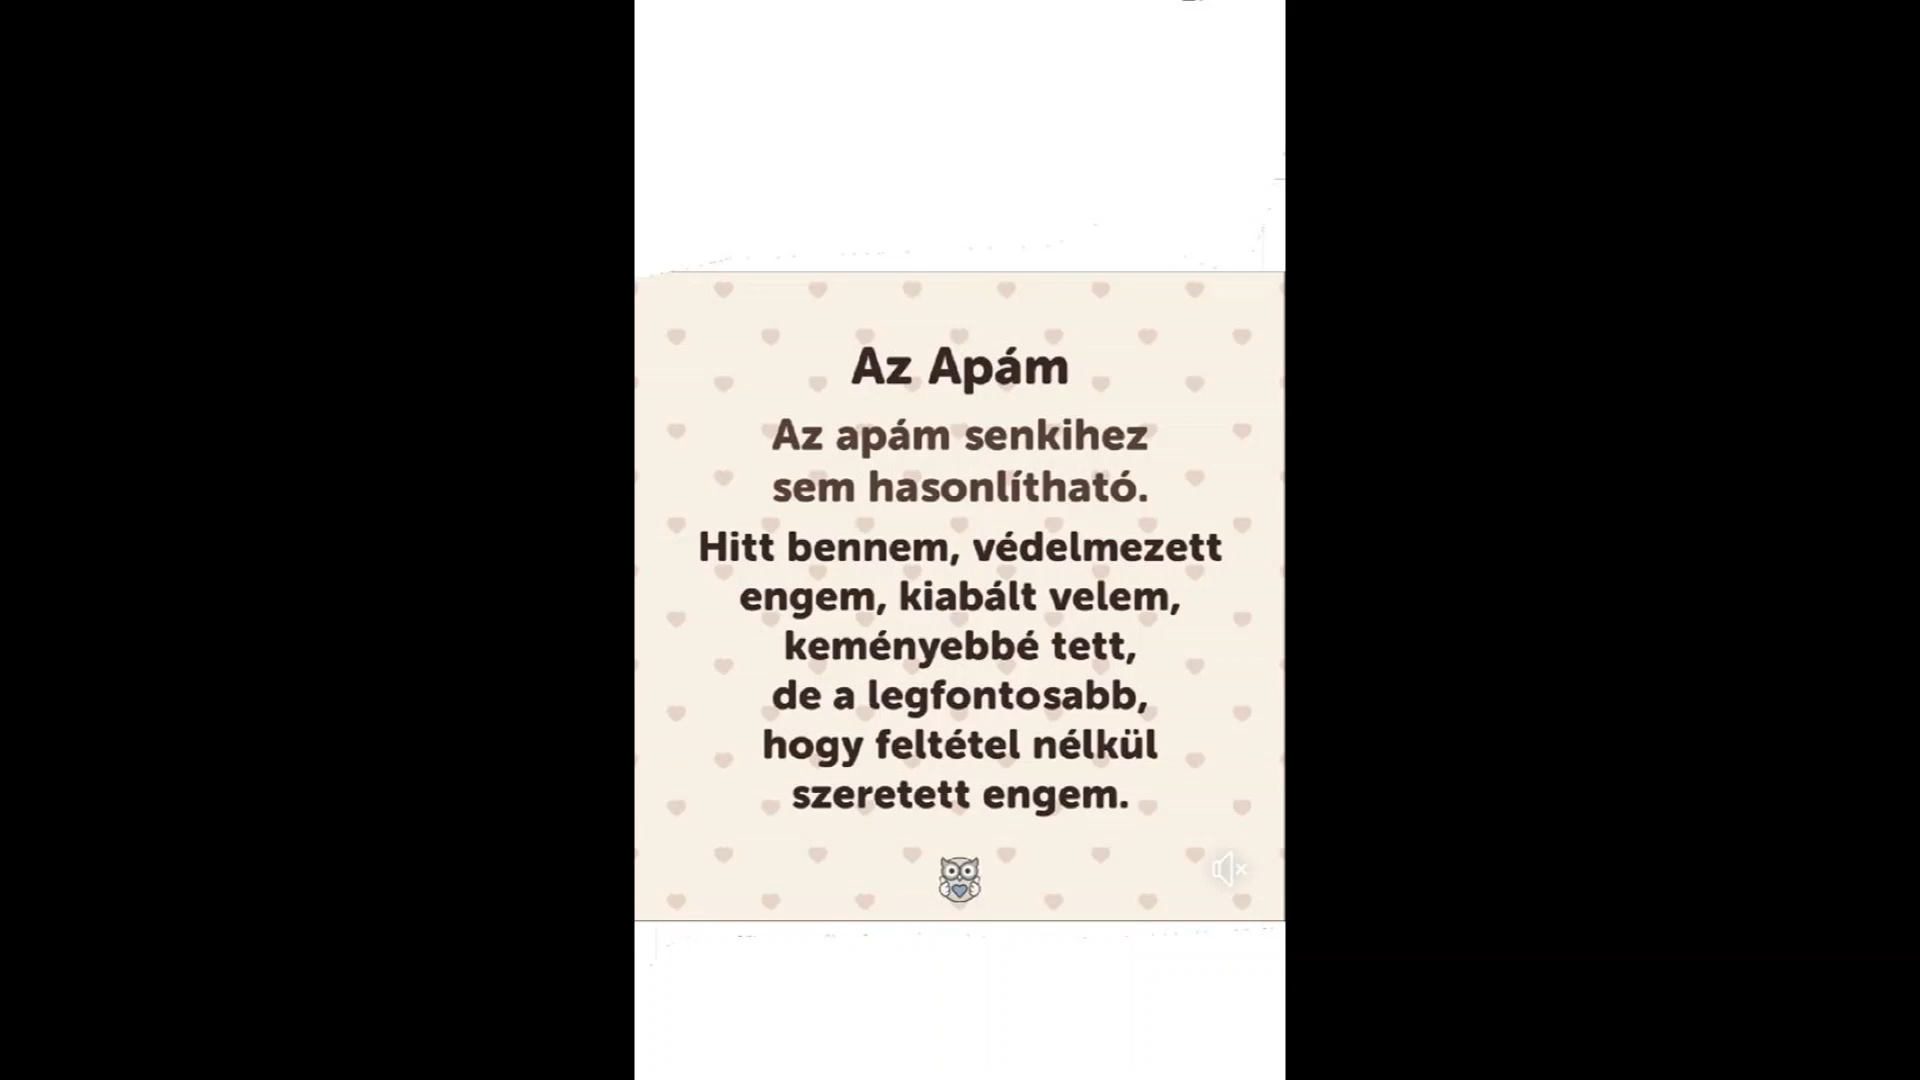 Az Apám
Az apám senkihez
sem hasonlítható.
Hitt bennem, védelmezett
engem, kiabált velem,
keményebbé tett,
de a legfontosabb,
hogy feltétel nélkül
szeretett engem.